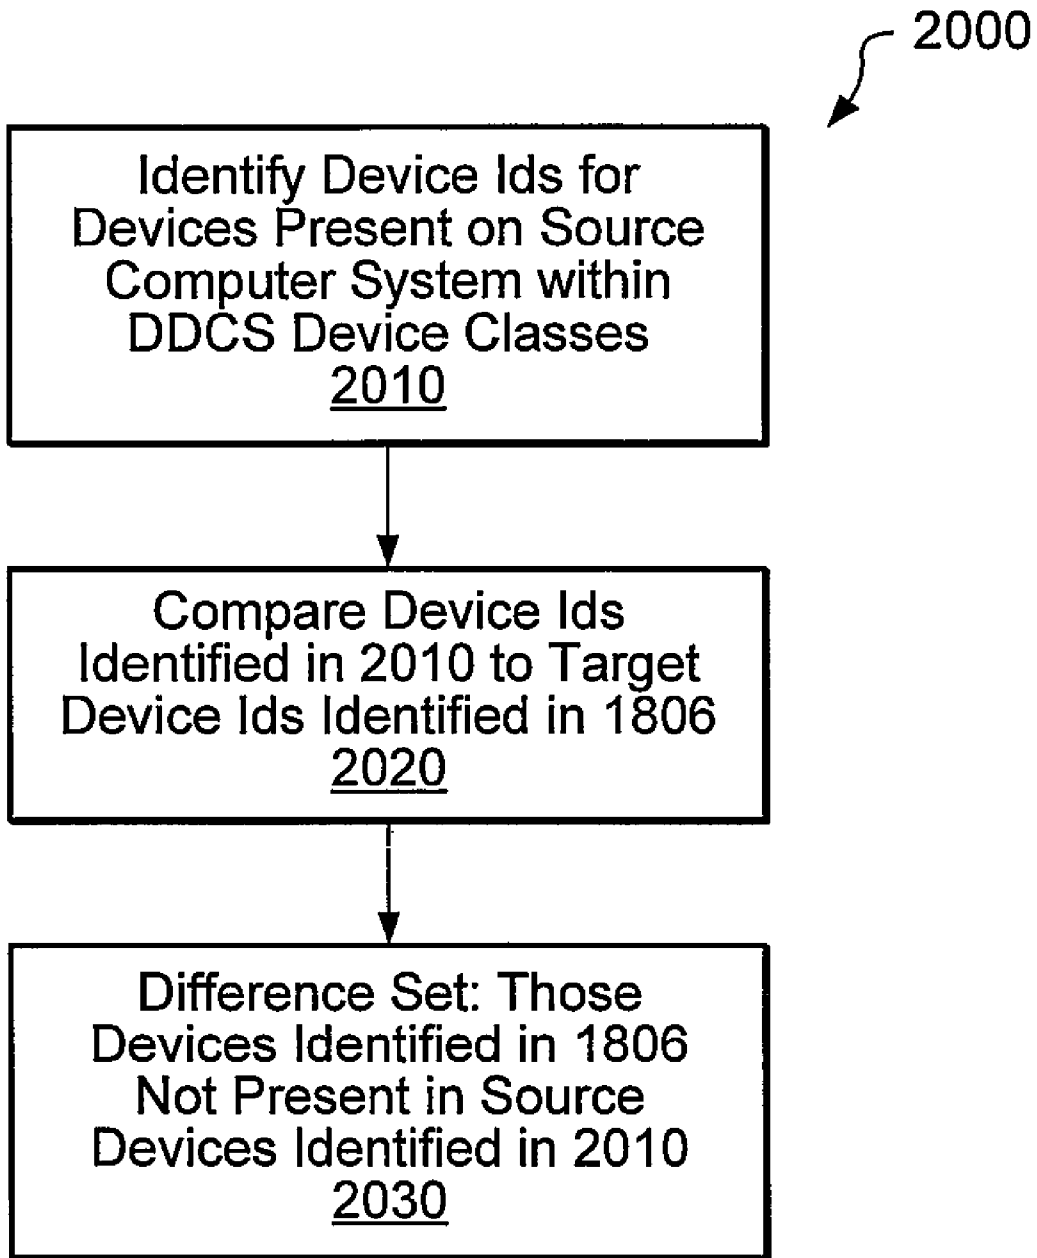 2000
Identify Device Ids for
Devices Present on Source
Computer System within
DDCS Device Classes
2010
Compare Device Ids
Identified in 2010 to Target
Device Ids Identified in 1806
2020
Difference Set: Those
Devices Identified in 1806
Not Present in Source
Devices Identified in 2010
2030